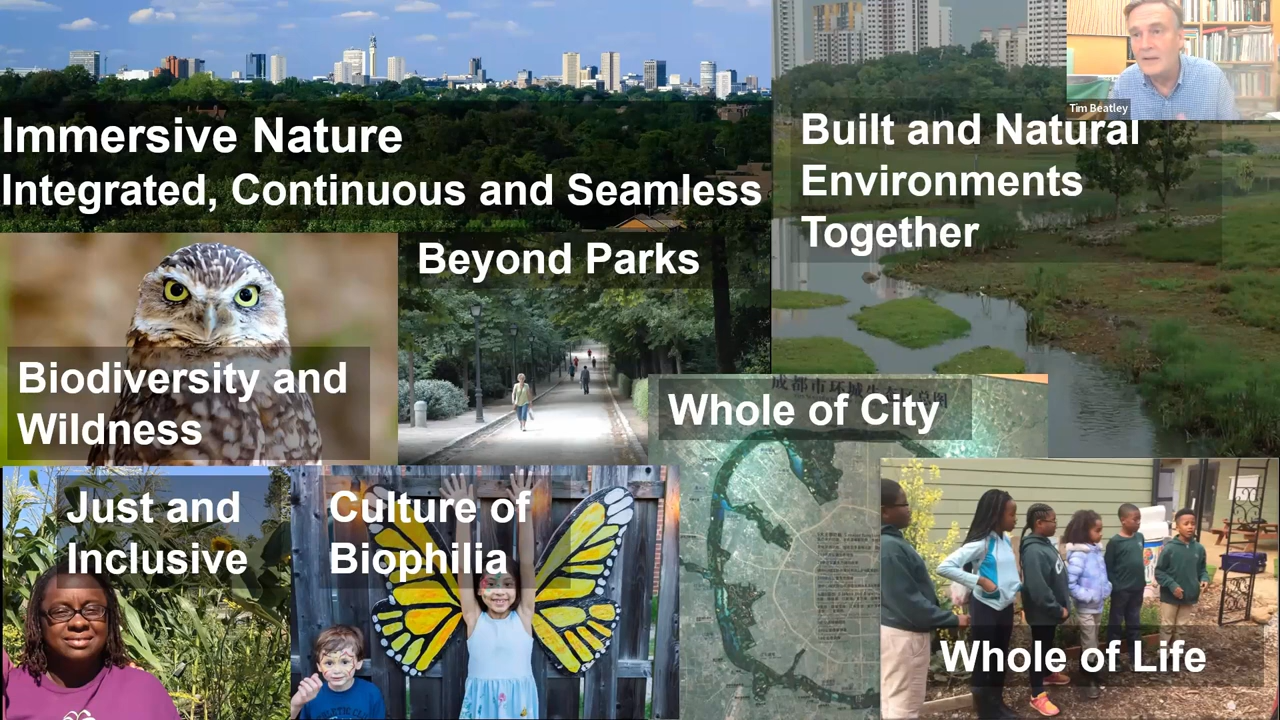 Tim Beatley
Immersive Nature
Integrated, Continuous and Seamless
Built and Natural
Environments
Together
Beyond Parks
Biodiversity and
Wildness
Whole of City
Just and
Inclusive
Culture of
Biophilia
Whole of Life